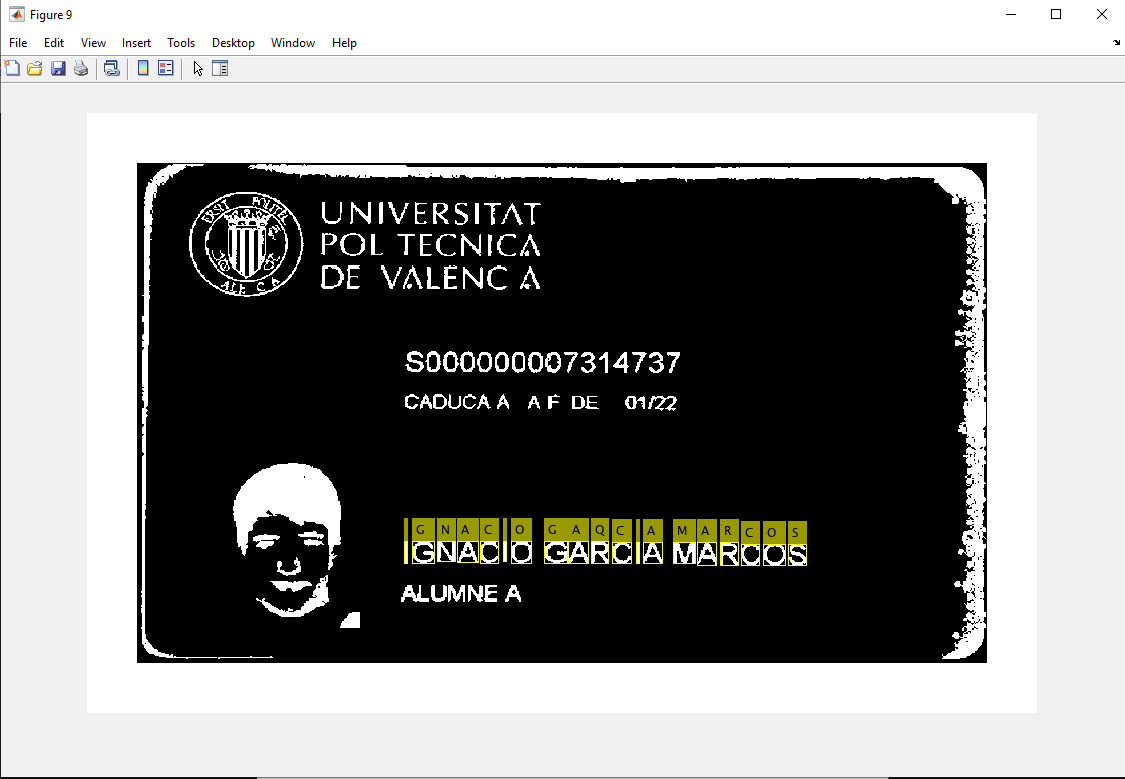 Figure 9
File Edit View Insert Tools Desktop Window Help
UNIVERSITAT
POL TECNICA
DE VALENC A
S000000007314737
CADUCA A A F DE 01/22
G N A C O G A Q C A M A R C O S
IGNACIO GARCIA MARCOS
ALUMNE A